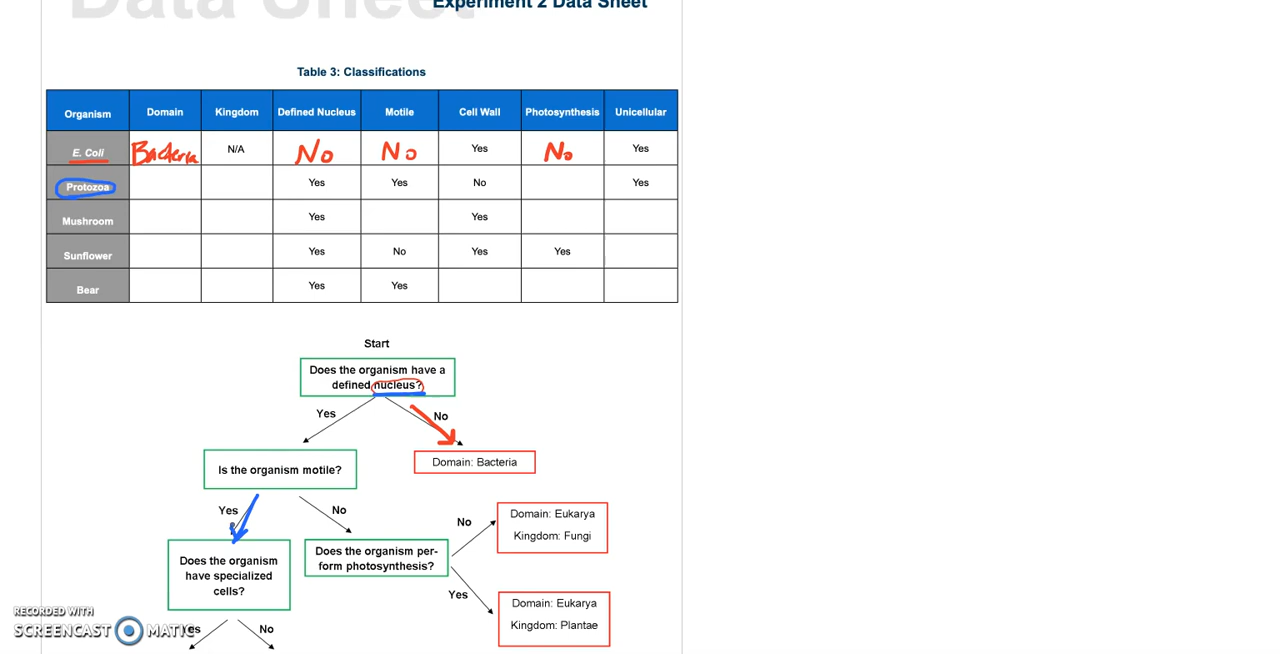 Data Sheet
Experiment 2 Data Sheet
Table 3: Classifications
Organism Domain Kingdom Defined Nucleus Motile Cell Wall Photosynthesis Unicellular
E. Coli Bacteria N/A No No Yes No Yes
Protozoa Yes Yes No Yes
Mushroom Yes Yes
Sunflower Yes No Yes Yes
Bear Yes Yes
Start
Does the organism have a
defined nucleus?
Yes No
Is the organism motile?
Domain: Bacteria
Yes No
Does the organism
have specialized
cells?
Does the organism per-
form photosynthesis?
No
Domain: Eukarya
Kingdom: Fungi
Yes
Domain: Eukarya
Kingdom: Plantae
Yes No
RECORDED WITH
SCREENCAST MATIC